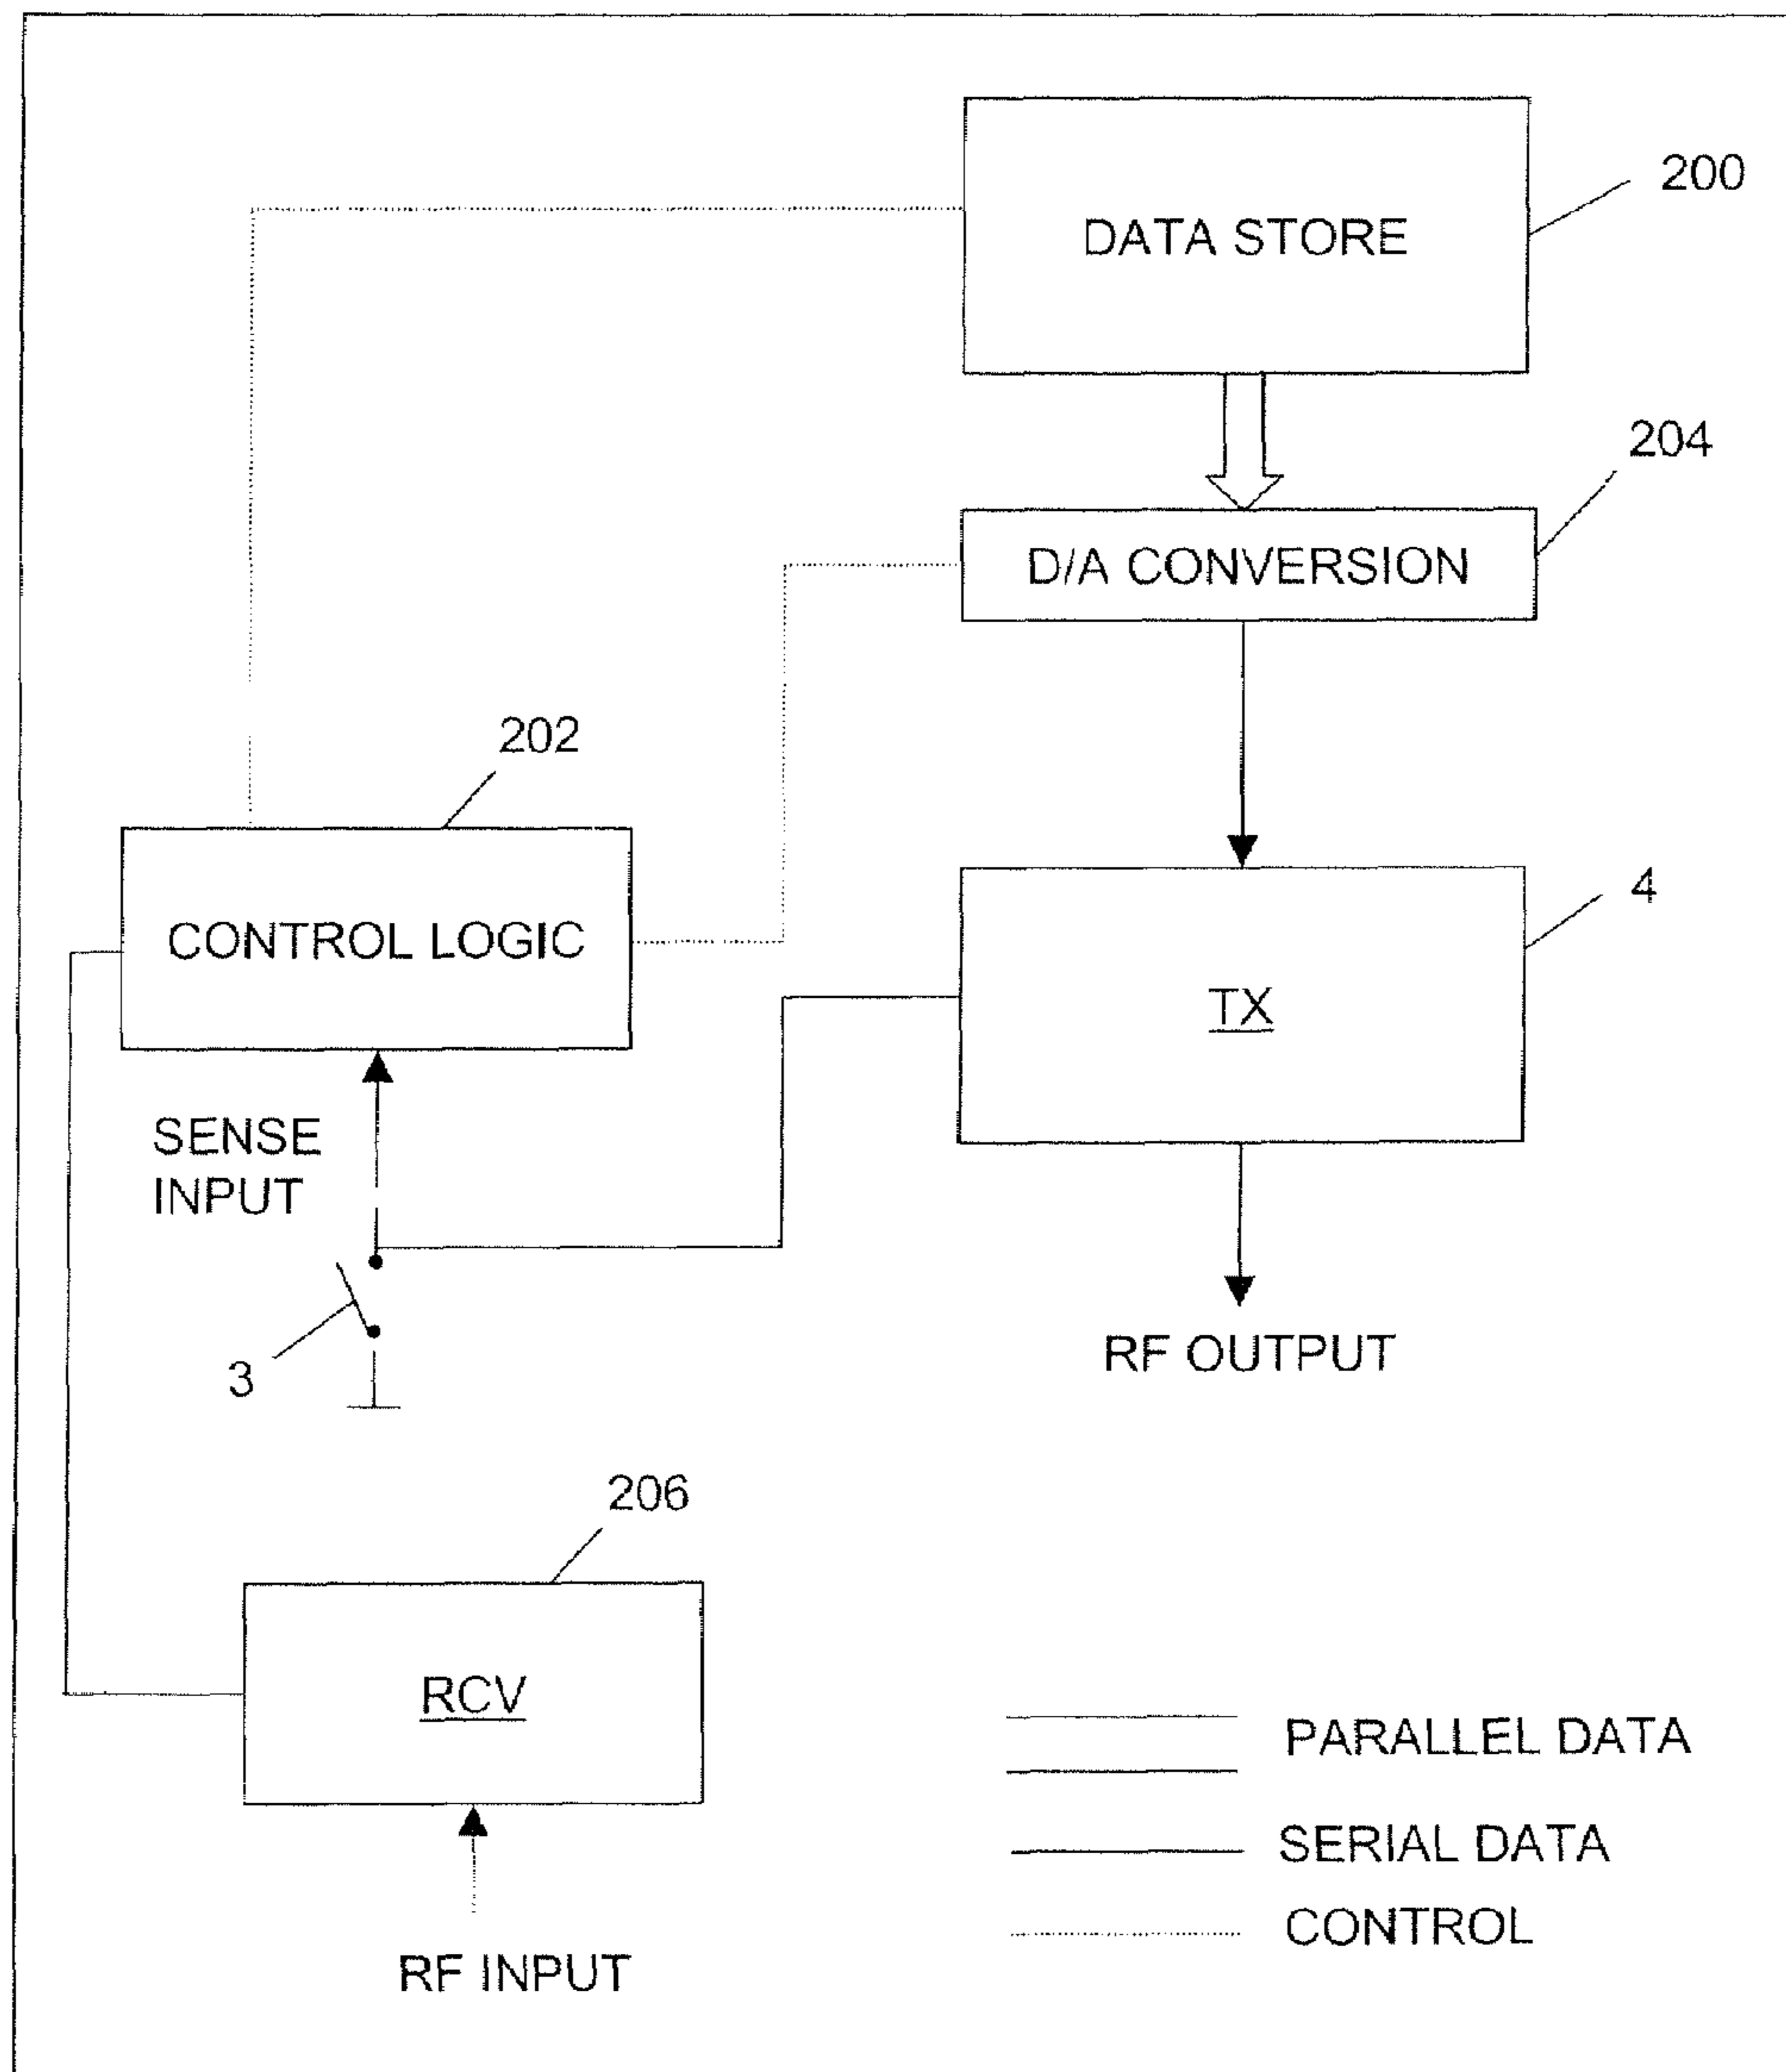 DATA STORE
200
204
D/A CONVERSION
202
CONTROL LOGIC
4
TX
SENSE
INPUT
3
RF OUTPUT
206
RCV
RF INPUT
PARALLEL DATA
SERIAL DATA
CONTROL